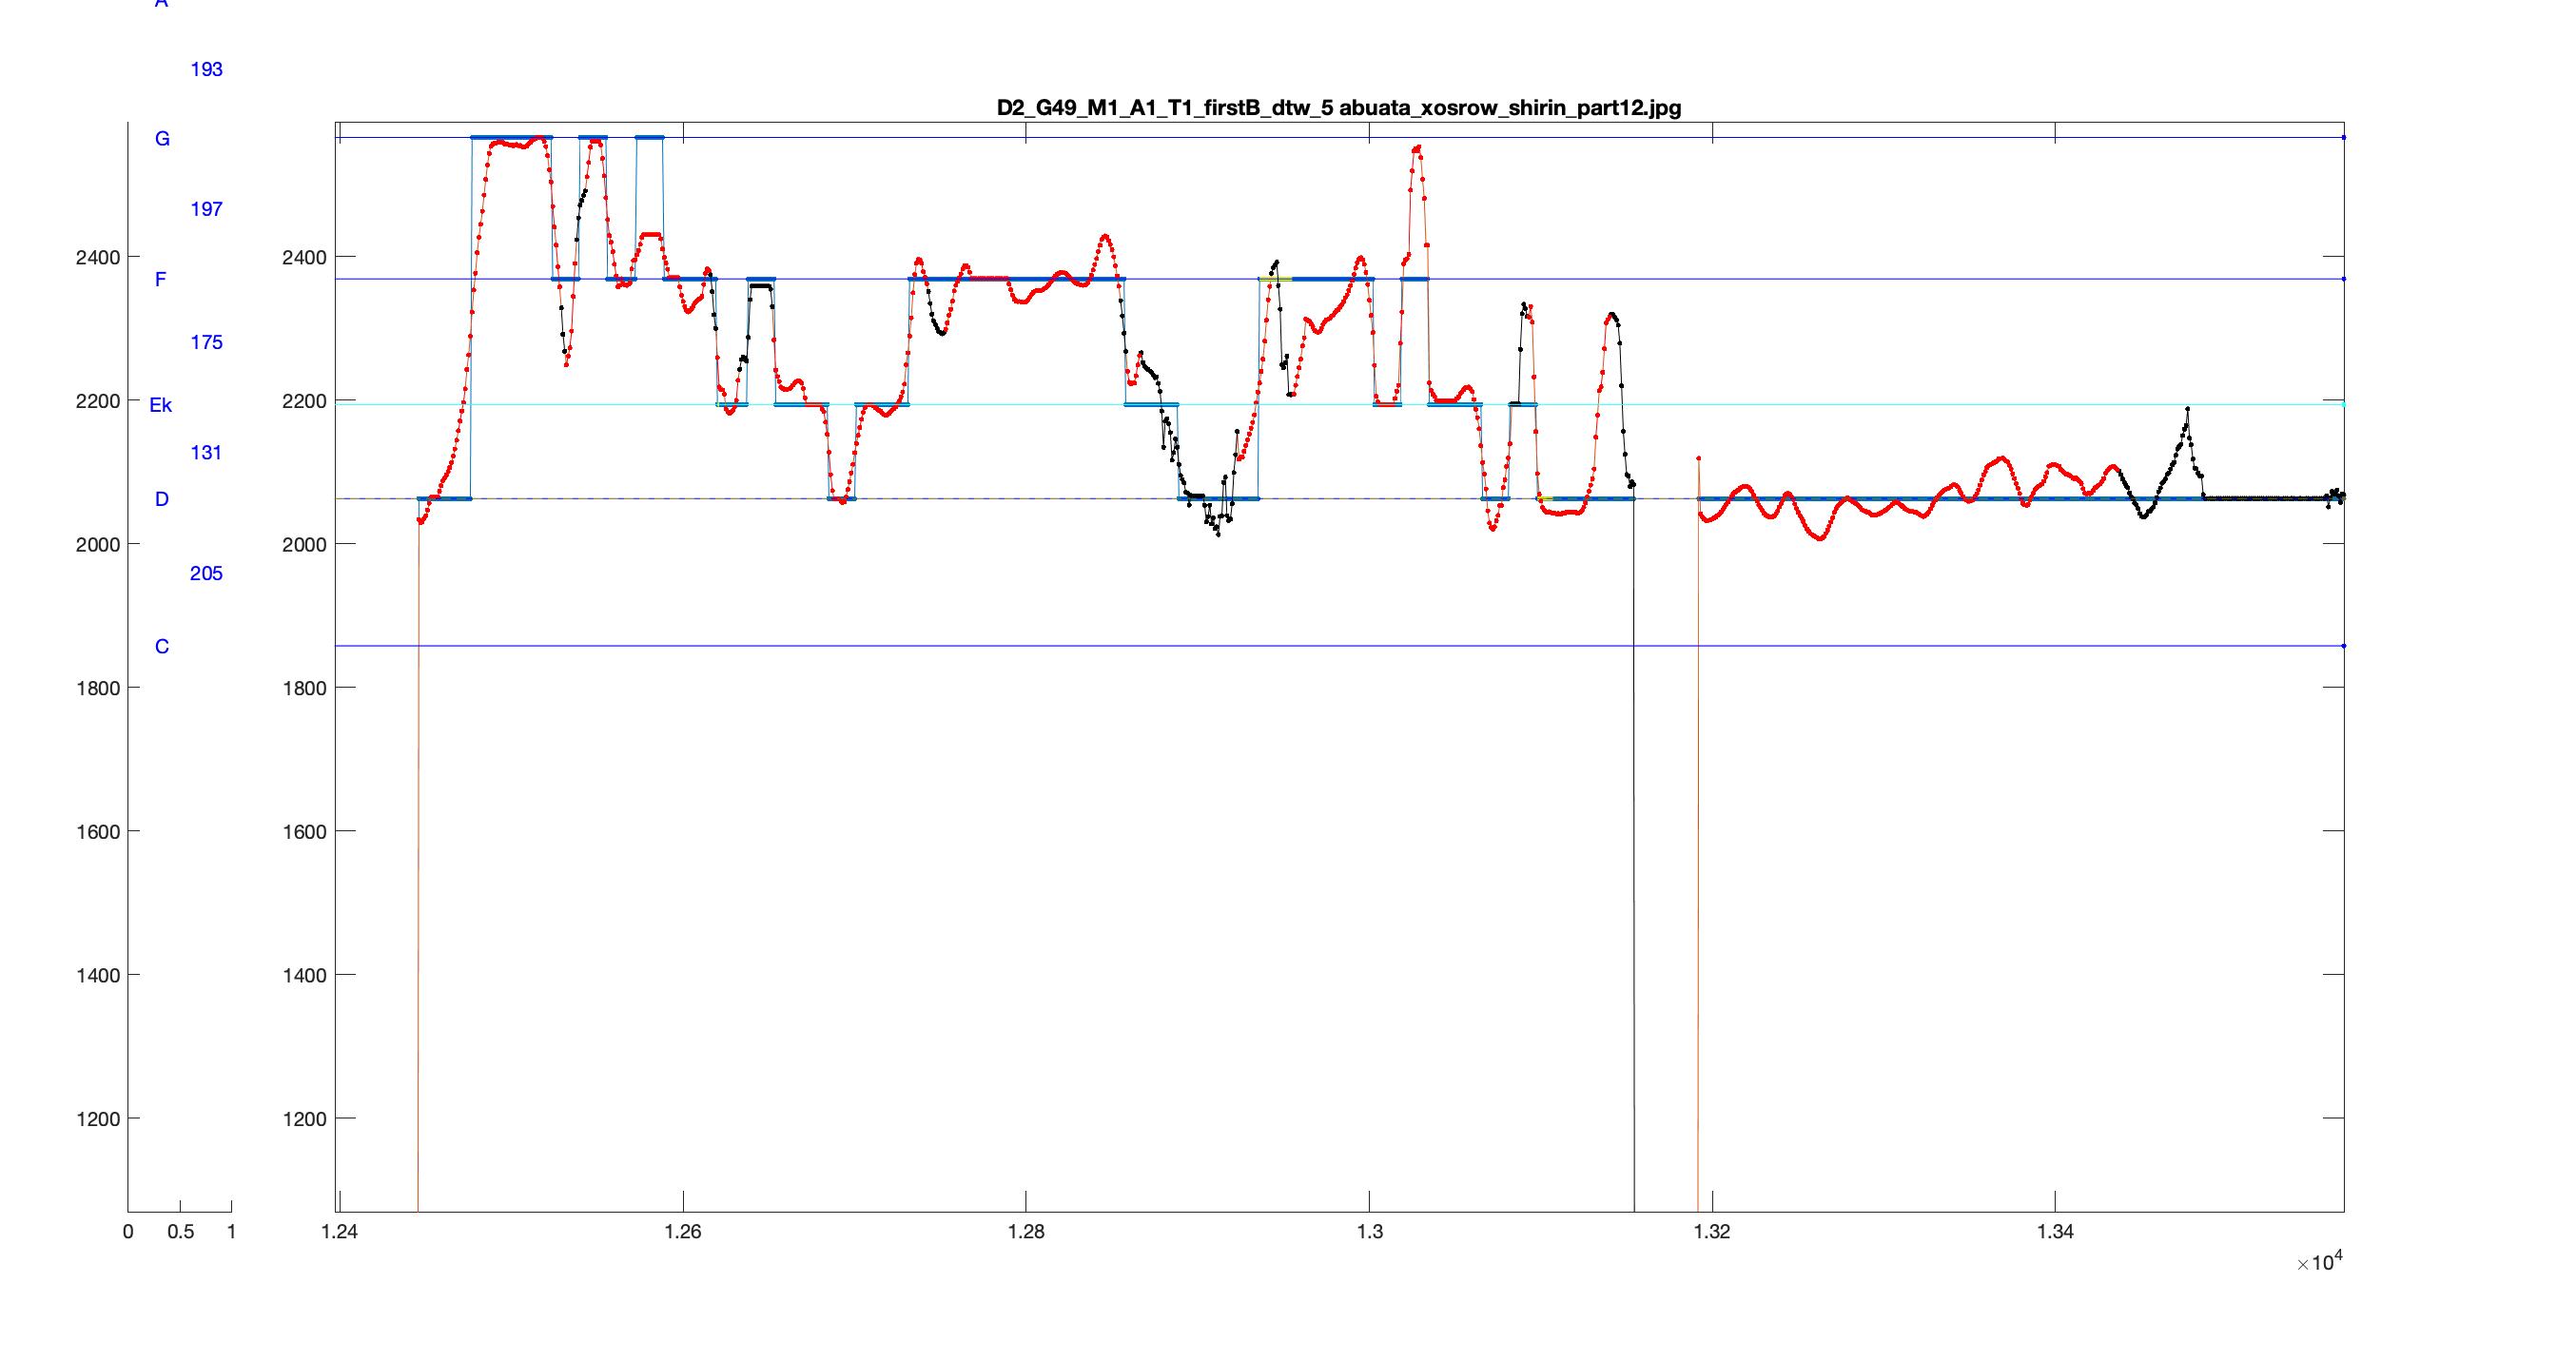 A
193
D2_G49_M1_A1_T1_firstB_dtw_5 abuata_xosrow_shirin_part12.jpg
G
197
2400 2400
F
175
2200 2200
Ek
131
D
2000 2000
205
C
1800 1800
1600 1600
1400 1400
1200 1200
0 0.5 1 1.24 1.26 1.28 1.3 1.32 1.34
×10^4